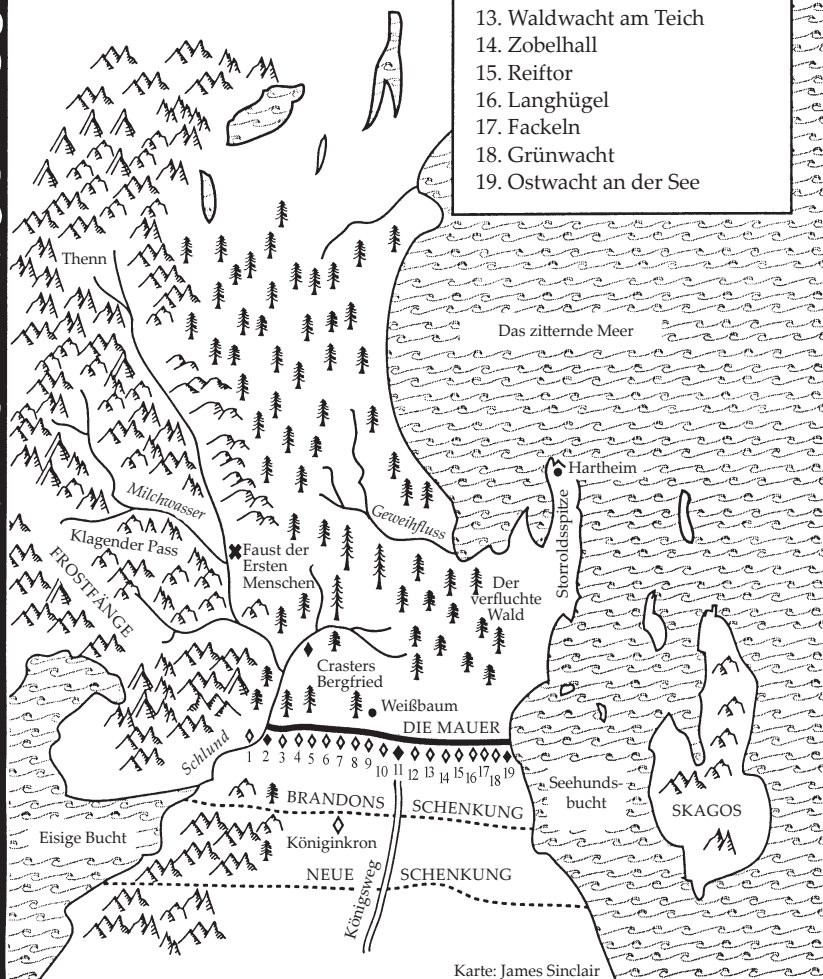 13. Waldwacht am Teich
14. Zobelhall
15. Reiftor
16. Langhügel
17. Fackeln
18. Grünwacht
19. Ostwacht an der See
Thenn
Das zitternde Meer
Hartheim
Milchwasser
Geweihfluss
Storroldsspitze
Klagender Pass
Faust der
Ersten
Menschen
FROSTFÄNGE
Der
verfluchte
Wald
Crasters
Bergfried
Weißbaum
DIE MAUER
Schlund
1 2 3 4 5 6 7 8 9 10 11 12 13 14 15 16 17 18 19
Seehunds-
bucht
SKAGOS
BRANDONS SCHENKUNG
Eisige Bucht
Königinkron
NEUE SCHENKUNG
Königsweg
Karte: James Sinclair